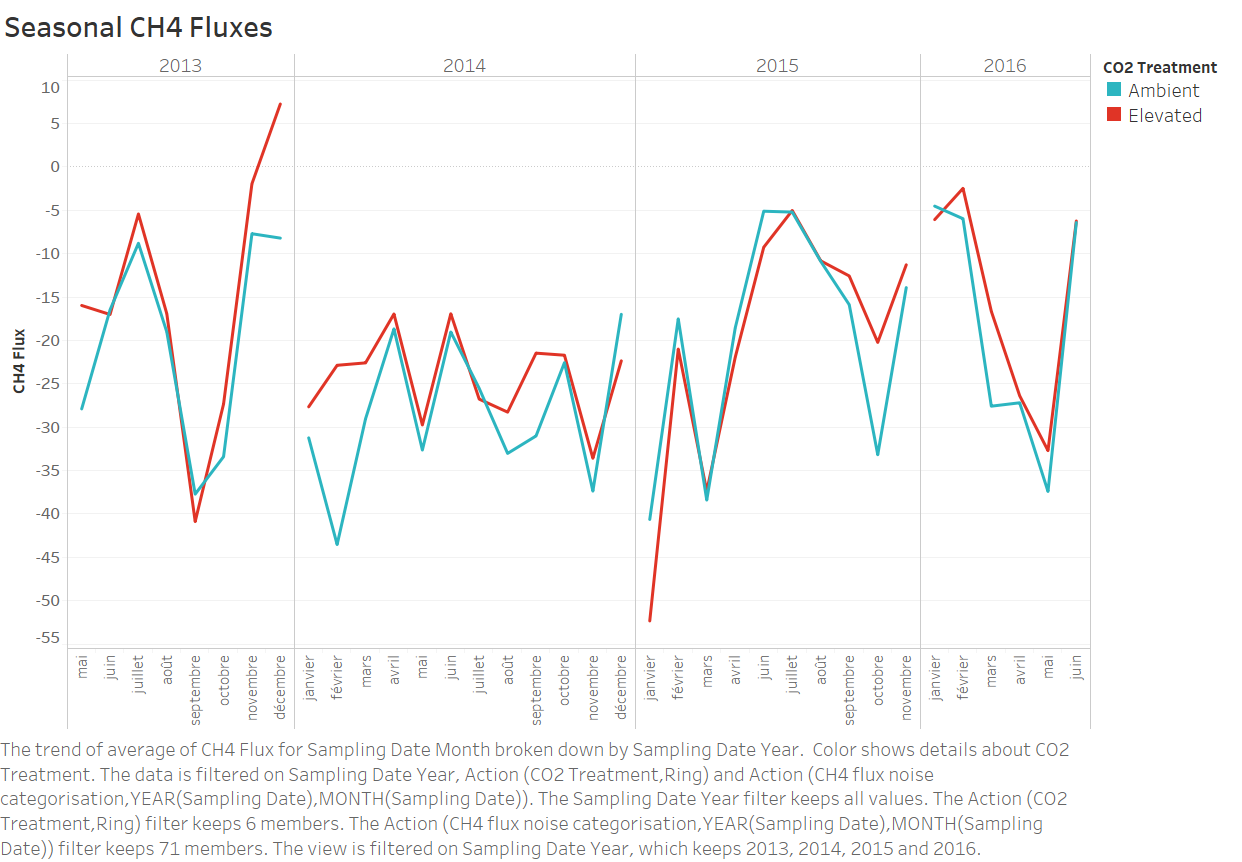 Seasonal CH4 Fluxes
2013
2014
2015
2016
CO2 Treatment
Ambient
Elevated
10
5
0
-5
-10
-15
-20
-25
-30
-35
-40
-45
-50
-55
CH4 Flux
mai
juin
juillet
août
septembre
octobre
novembre
décembre
janvier
février
mars
avril
mai
juin
juillet
août
septembre
octobre
novembre
décembre
janvier
février
mars
avril
juin
juillet
août
septembre
octobre
novembre
janvier
février
mars
avril
mai
juin
The trend of average of CH4 Flux for Sampling Date Month broken down by Sampling Date Year.  Color shows details about CO2
Treatment. The data is filtered on Sampling Date Year, Action (CO2 Treatment,Ring) and Action (CH4 flux noise
categorisation,YEAR(Sampling Date),MONTH(Sampling Date)). The Sampling Date Year filter keeps all values. The Action (CO2
Treatment,Ring) filter keeps 6 members. The Action (CH4 flux noise categorisation,YEAR(Sampling Date),MONTH(Sampling
Date)) filter keeps 71 members. The view is filtered on Sampling Date Year, which keeps 2013, 2014, 2015 and 2016.